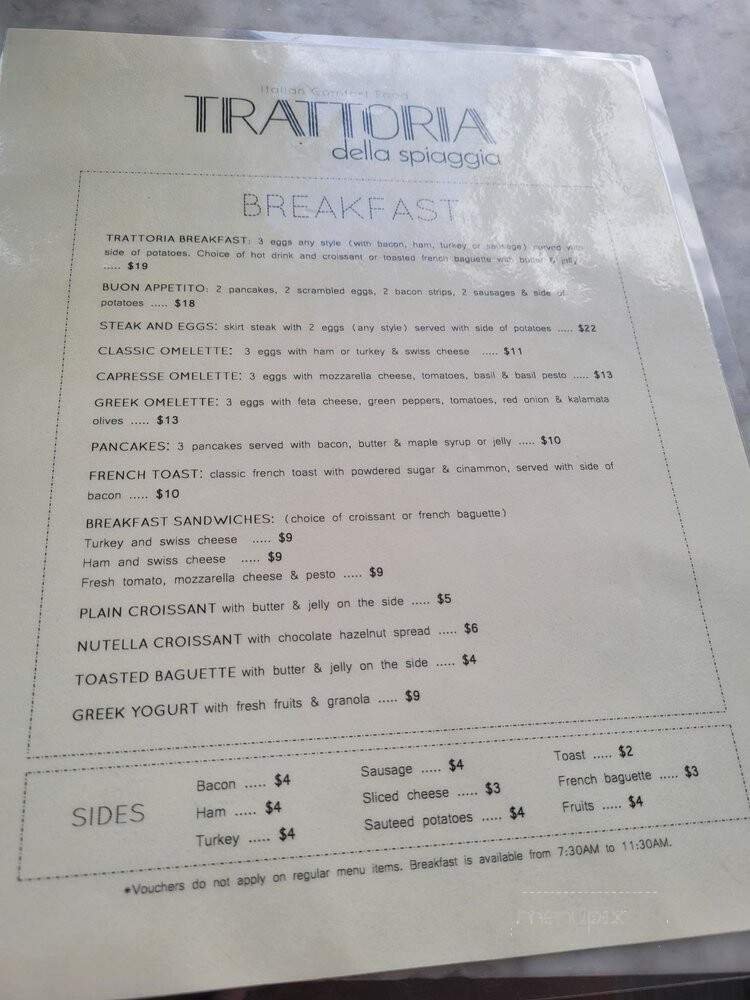 Italian Comfort Food
TRATTORIA
della spiaggia
BREAKFAST
TRATTORIA BREAKFAST: 3 eggs any style (with bacon, ham, turkey or sausage) served with
side of potatoes. Choice of hot drink and croissant or toasted french baguette with butter & jelly
..... $19
BUON APPETITO: 2 pancakes, 2 scrambled eggs, 2 bacon strips, 2 sausages & side of
potatoes ..... $18
STEAK AND EGGS: skirt steak with 2 eggs (any style) served with side of potatoes ..... $22
CLASSIC OMELETTE: 3 eggs with ham or turkey & swiss cheese ..... $11
CAPRESSE OMELETTE: 3 eggs with mozzarella cheese, tomatoes, basil & basil pesto ..... $13
GREEK OMELETTE: 3 eggs with feta cheese, green peppers, tomatoes, red onion & kalamata
olives ..... $13
PANCAKES: 3 pancakes served with bacon, butter & maple syrup or jelly ..... $10
FRENCH TOAST: classic french toast with powdered sugar & cinammon, served with side of
bacon ..... $10
BREAKFAST SANDWICHES: (choice of croissant or french baguette)
Turkey and swiss cheese ..... $9
Ham and swiss cheese ..... $9
Fresh tomato, mozzarella cheese & pesto ..... $9
PLAIN CROISSANT with butter & jelly on the side ..... $5
NUTELLA CROISSANT with chocolate hazelnut spread ..... $6
TOASTED BAGUETTE with butter & jelly on the side ..... $4
GREEK YOGURT with fresh fruits & granola ..... $9
SIDES
Bacon ..... $4
Ham ..... $4
Turkey ..... $4
Sausage ..... $4
Sliced cheese ..... $3
Sauteed potatoes ..... $4
Toast ..... $2
French baguette ..... $3
Fruits ..... $4
*Vouchers do not apply on regular menu items. Breakfast is available from 7:30AM to 11:30AM.
menupix